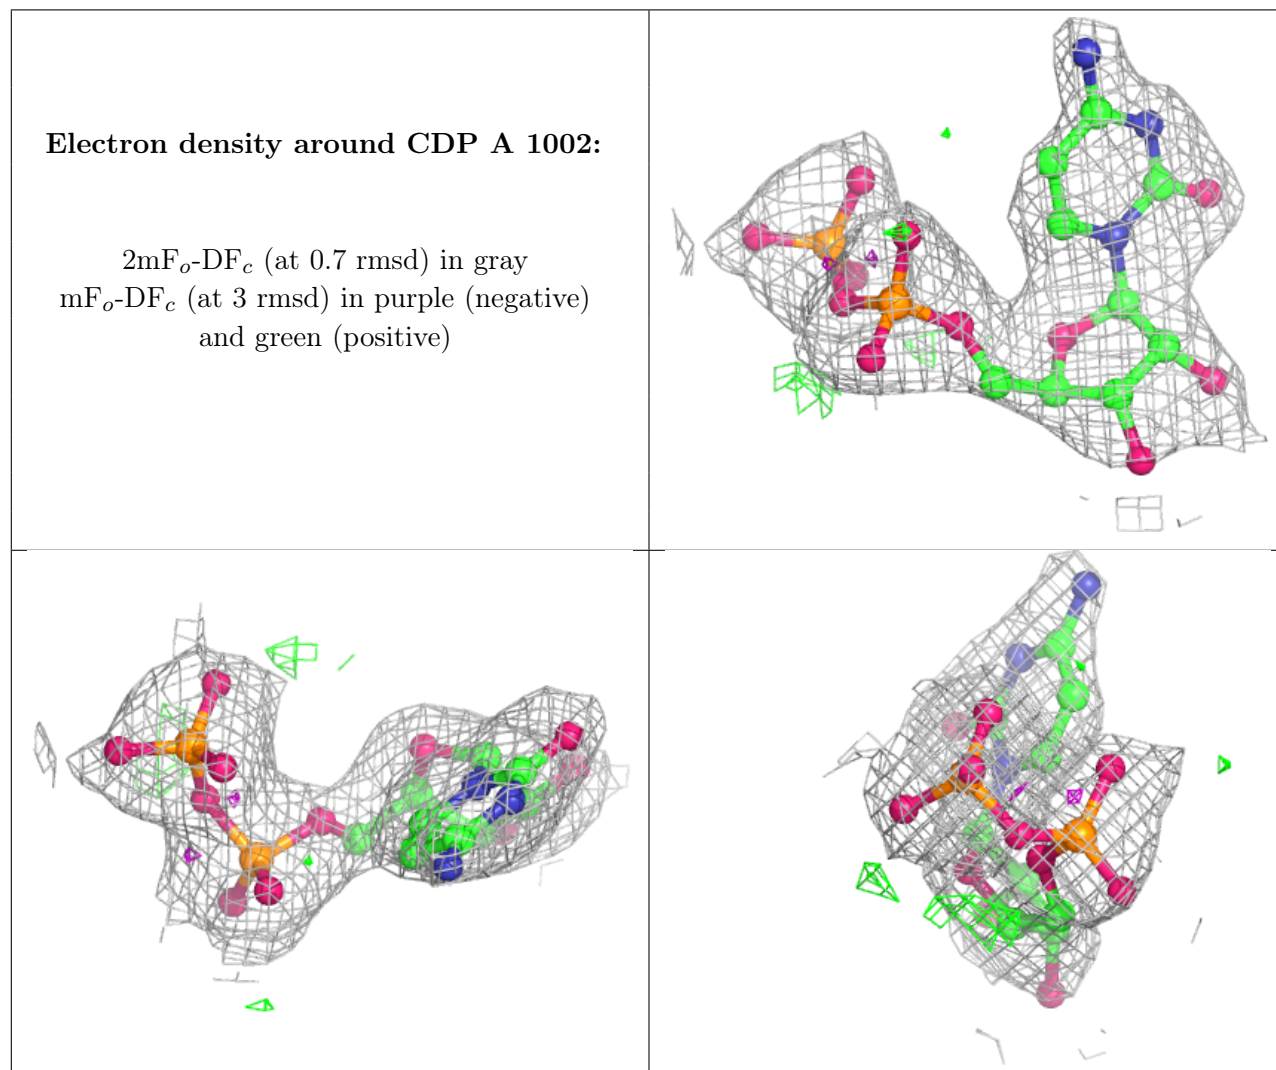 Electron density around CDP A 1002:
2mFo-DFc (at 0.7 rmsd) in gray
mFo-DFc (at 3 rmsd) in purple (negative)
and green (positive)